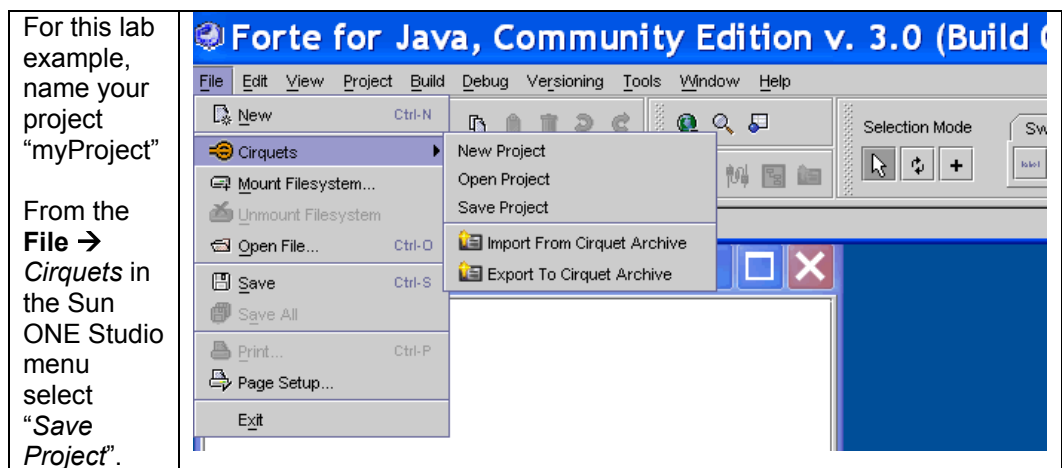 For this lab
example,
name your
project
“myProject”
From the
File → 
Cirquets in
the Sun
ONE Studio
menu
select
“Save
Project”.
Forte for Java, Community Edition v. 3.0 (Build
File Edit View Project Build Debug Versioning Tools Window Help
New Ctrl-N
Cirquets
Mount Filesystem...
Unmount Filesystem
Open File... Ctrl-O
Save Ctrl-S
Save All
Print... Ctrl-P
Page Setup...
Exit
New Project
Open Project
Save Project
Import From Cirquet Archive
Export To Cirquet Archive
Selection Mode
Sw